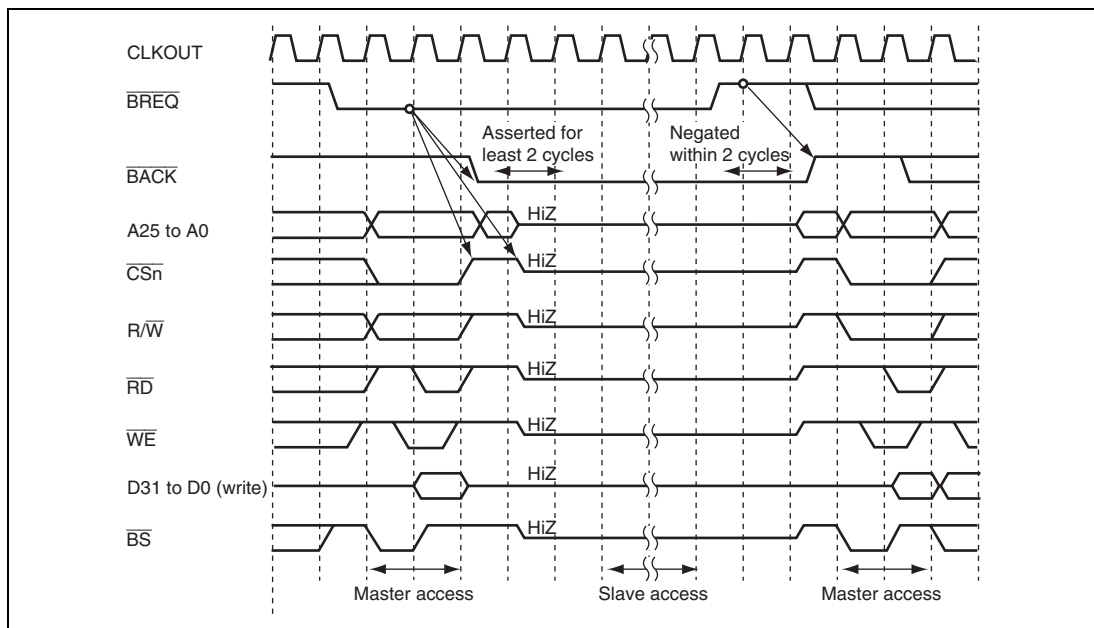 CLKOUT
BREQ
Asserted for
least 2 cycles
Negated
within 2 cycles
BACK
A25 to A0
HiZ
CSn
HiZ
R/W
HiZ
RD
HiZ
WE
HiZ
D31 to D0 (write)
HiZ
BS
HiZ
Master access
Slave access
Master access